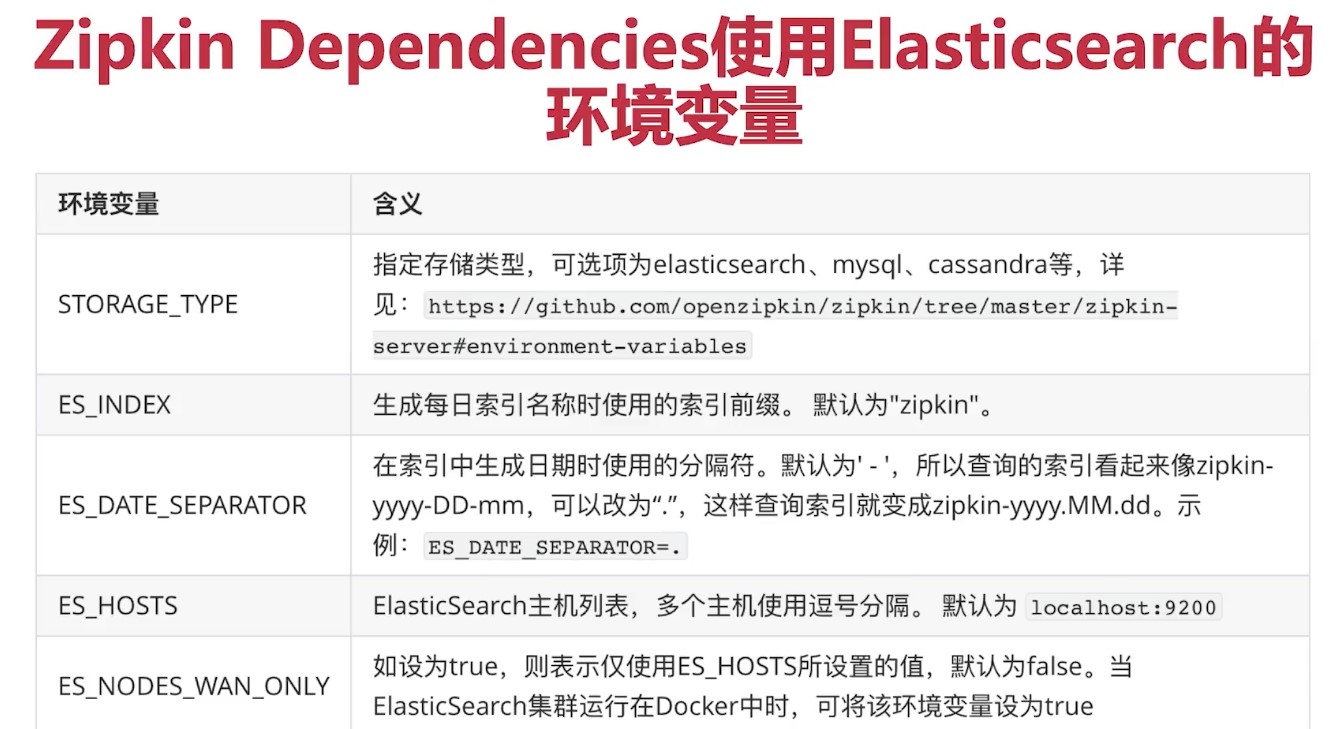 Zipkin Dependencies使用Elasticsearch的
环境变量
环境变量
含义
STORAGE_TYPE
指定存储类型，可选项为elasticsearch、mysql、cassandra等，详
见：https://github.com/openzipkin/zipkin/tree/master/zipkin-
server#environment-variables
ES_INDEX
生成每日索引名称时使用的索引前缀。 默认为"zipkin"。
ES_DATE_SEPARATOR
在索引中生成日期时使用的分隔符。默认为' - '，所以查询的索引看起来像zipkin-
yyyy-DD-mm，可以改为“.”，这样查询索引就变成zipkin-yyyy.MM.dd。示
例：ES_DATE_SEPARATOR=.
ES_HOSTS
ElasticSearch主机列表，多个主机使用逗号分隔。 默认为 localhost:9200
ES_NODES_WAN_ONLY
如设为true，则表示仅使用ES_HOSTS所设置的值，默认为false。当
ElasticSearch集群运行在Docker中时，可将该环境变量设为true